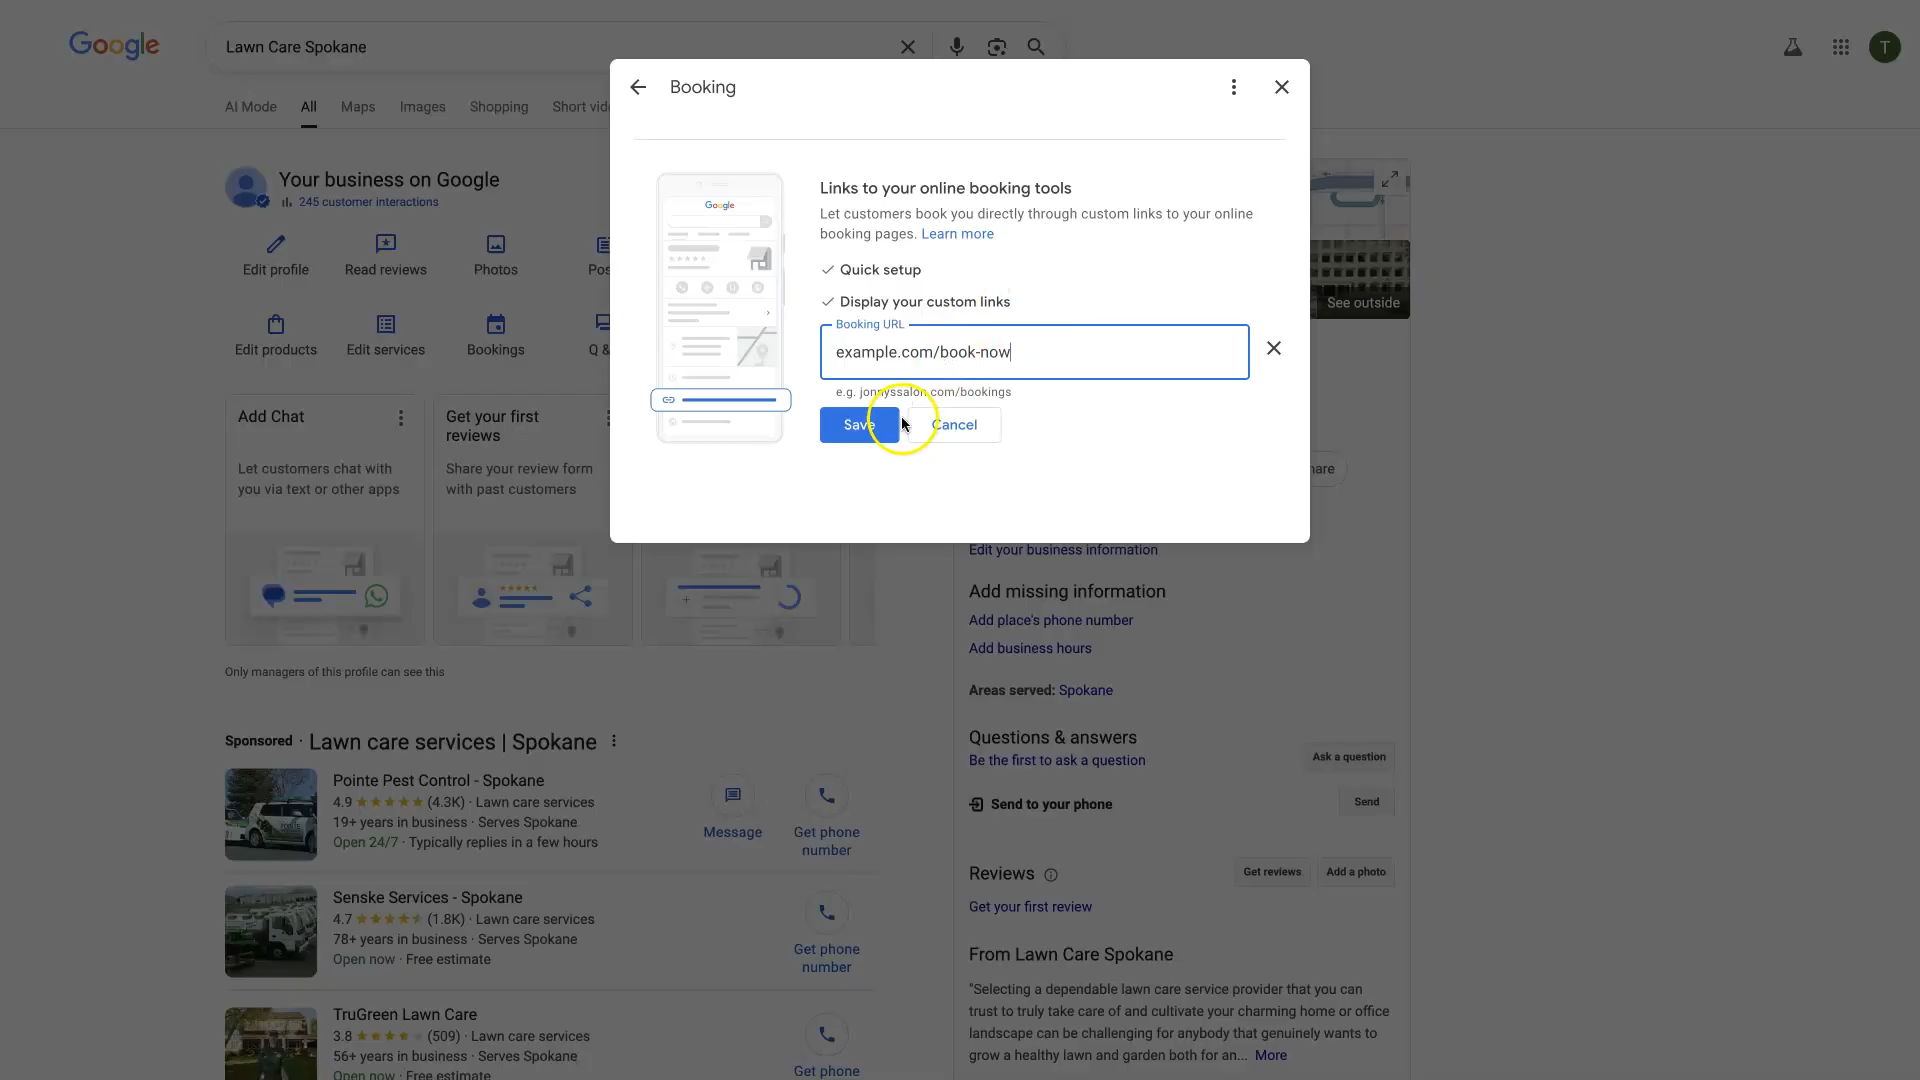 Google
Lawn Care Spokane
T
AI Mode
All
Maps
Images
Shopping
Short
Booking
Google
Links to your online booking tools
Let customers book you directly through custom links to your online
booking pages. Learn more
Quick setup
Display your custom links
Booking URL
example.com/book-now
e.g. jonnyssalon.com/bookings
Save
Cancel
Your business on Google
245 customer interactions
Edit profile
Read reviews
Photos
Edit products
Edit services
Bookings
Q &
Add Chat
Let customers chat with
you via text or other apps
Get your first
reviews
Share your review form
with past customers
Only managers of this profile can see this
Sponsored · Lawn care services | Spokane
Pointe Pest Control - Spokane
4.9 (4.3K) · Lawn care services
19+ years in business · Serves Spokane
Open 24/7 · Typically replies in a few hours
Message
Get phone
number
Senske Services - Spokane
4.7 (1.8K) · Lawn care services
78+ years in business · Serves Spokane
Open now · Free estimate
Get phone
number
TruGreen Lawn Care
3.8 (509) · Lawn care services
56+ years in business · Serves Spokane
Open now · Free estimate
Get phone
See outside
Edit your business information
Add missing information
Add place's phone number
Add business hours
Areas served: Spokane
Questions & answers
Be the first to ask a question
Ask a question
Send to your phone
Send
Reviews
Get reviews
Add a photo
Get your first review
From Lawn Care Spokane
"Selecting a dependable lawn care service provider that you can
trust to truly take care of and cultivate your charming home or office
landscape can be challenging for anybody that genuinely wants to
grow a healthy lawn and garden both for an... More